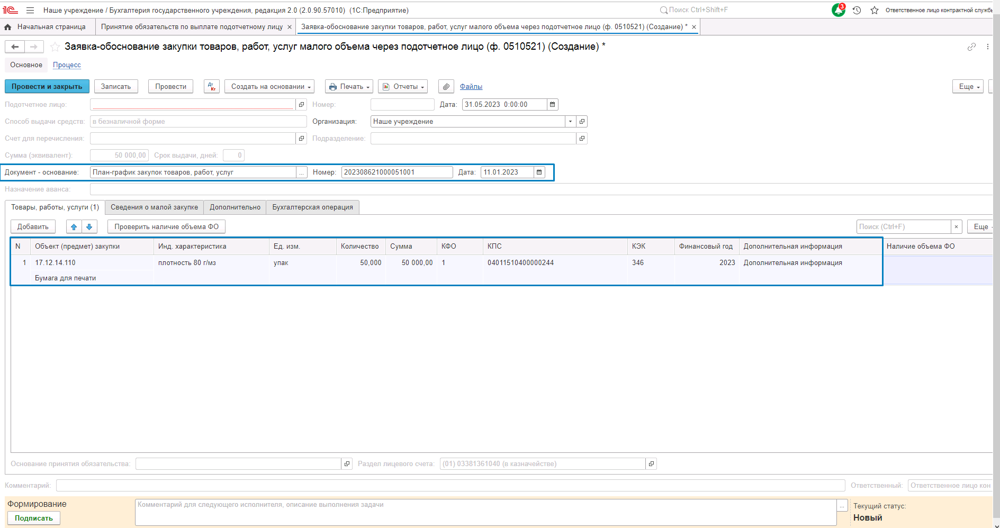 1С Наше учреждение / Бухгалтерия государственного учреждения, редакция 2.0 (2.0.90.57010) (1С:Предприятие) Поиск Ctrl+Shift+F 3 Ответственное лицо контрактной службы
Начальная страница Принятие обязательств по выплате подотчетному лицу × Заявка-обоснование закупки товаров, работ, услуг малого объема через подотчетное лицо (ф. 0510521) (Создание) * ×
Заявка-обоснование закупки товаров, работ, услуг малого объема через подотчетное лицо (ф. 0510521) (Создание) *
Основное Процесс
Провести и закрыть Записать Провести Дт Кт Создать на основании Печать Отчеты Файлы Еще
Подотчетное лицо: Номер: Дата: 31.05.2023 0:00:00
Способ выдачи средств: в безналичной форме Организация: Наше учреждение
Счет для перечисления: Подразделение:
Сумма (эквивалент): 50 000,00 Срок выдачи, дней: 0
Документ - основание: План-график закупок товаров, работ, услуг ... Номер: 202308621000051001 Дата: 11.01.2023
Назначение аванса:
Товары, работы, услуги (1) Сведения о малой закупке Дополнительно Бухгалтерская операция
Добавить Проверить наличие объема ФО Поиск (Ctrl+F) × Еще
N Объект (предмет) закупки Инд. характеристика Ед. изм. Количество Сумма КФО КПС КЭК Финансовый год Дополнительная информация Наличие объема ФО
1 17.12.14.110 плотность 80 г/мз упак 50,000 50 000,00 1 04011510400000244 346 2023 Дополнительная информация
Бумага для печати
Основание принятия обязательства: Раздел лицевого счета: (01) 03381361040 (в казначействе)
Комментарий: Ответственный: Ответственное лицо кон
Формирование Комментарий для следующего исполнителя, описание выполнения задачи ... Текущий статус:
Подписать Новый